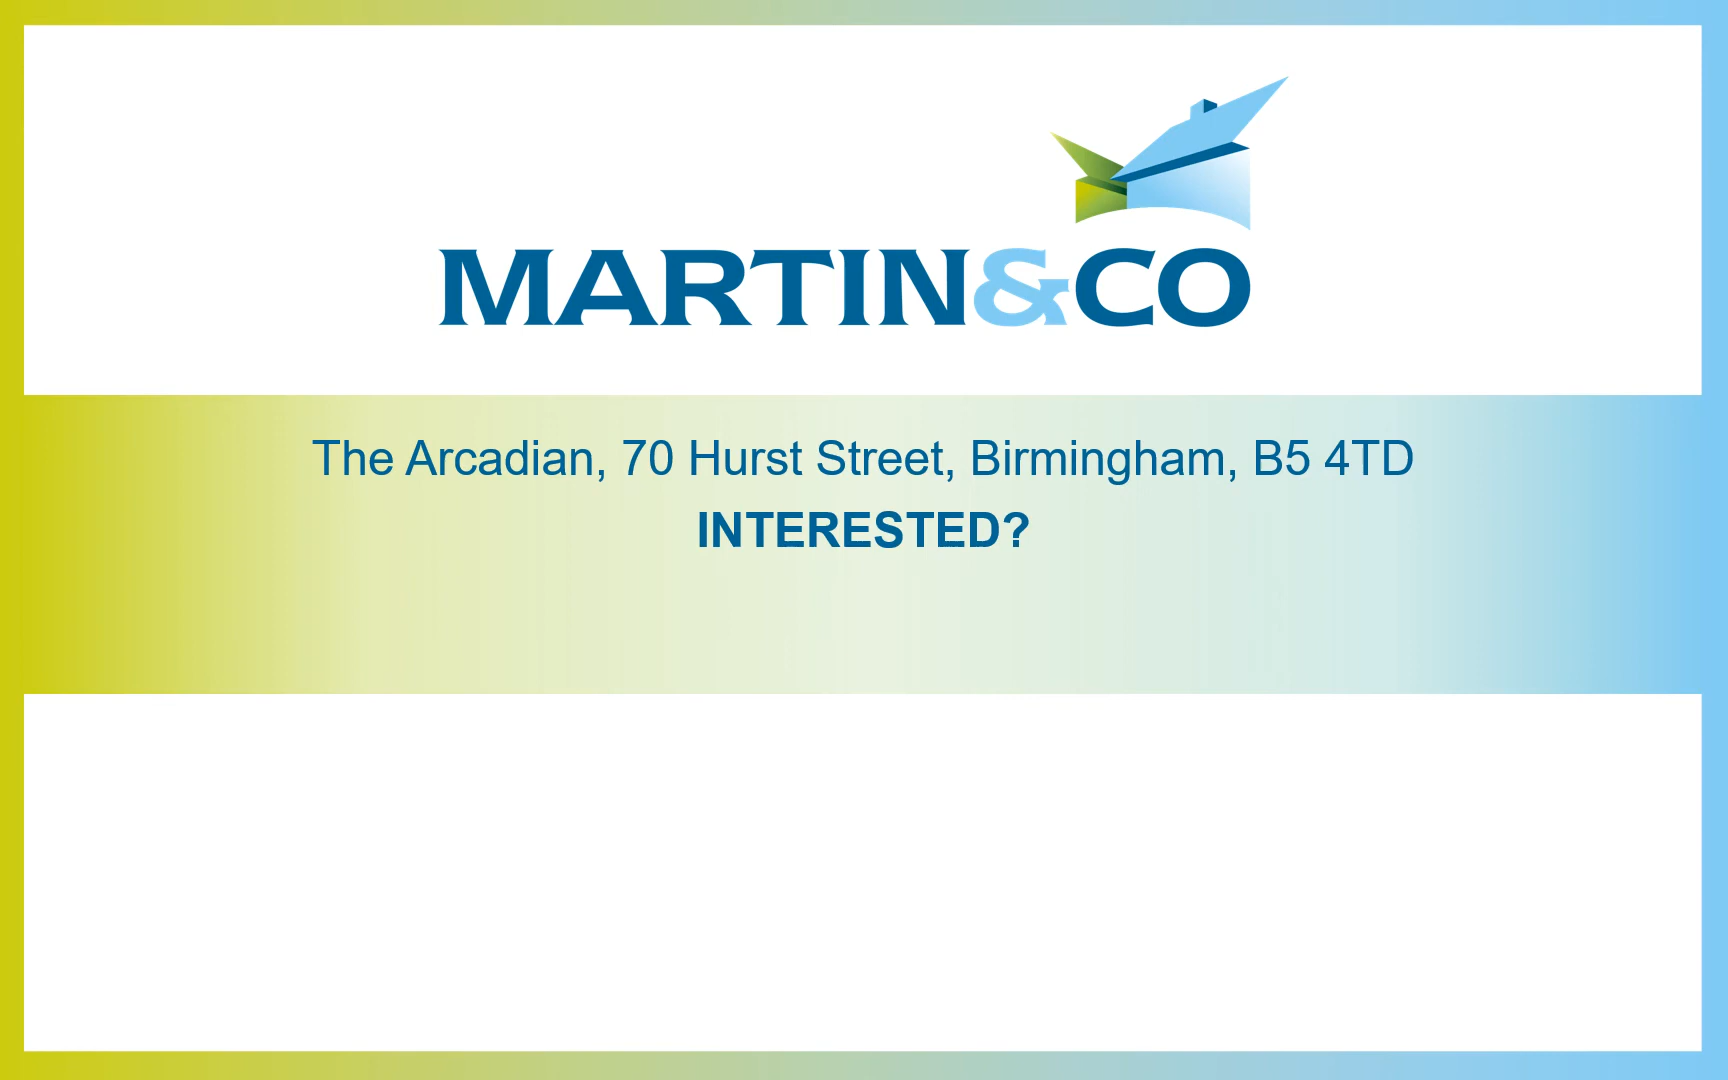 MARTIN&CO
The Arcadian, 70 Hurst Street, Birmingham, B5 4TD
INTERESTED?